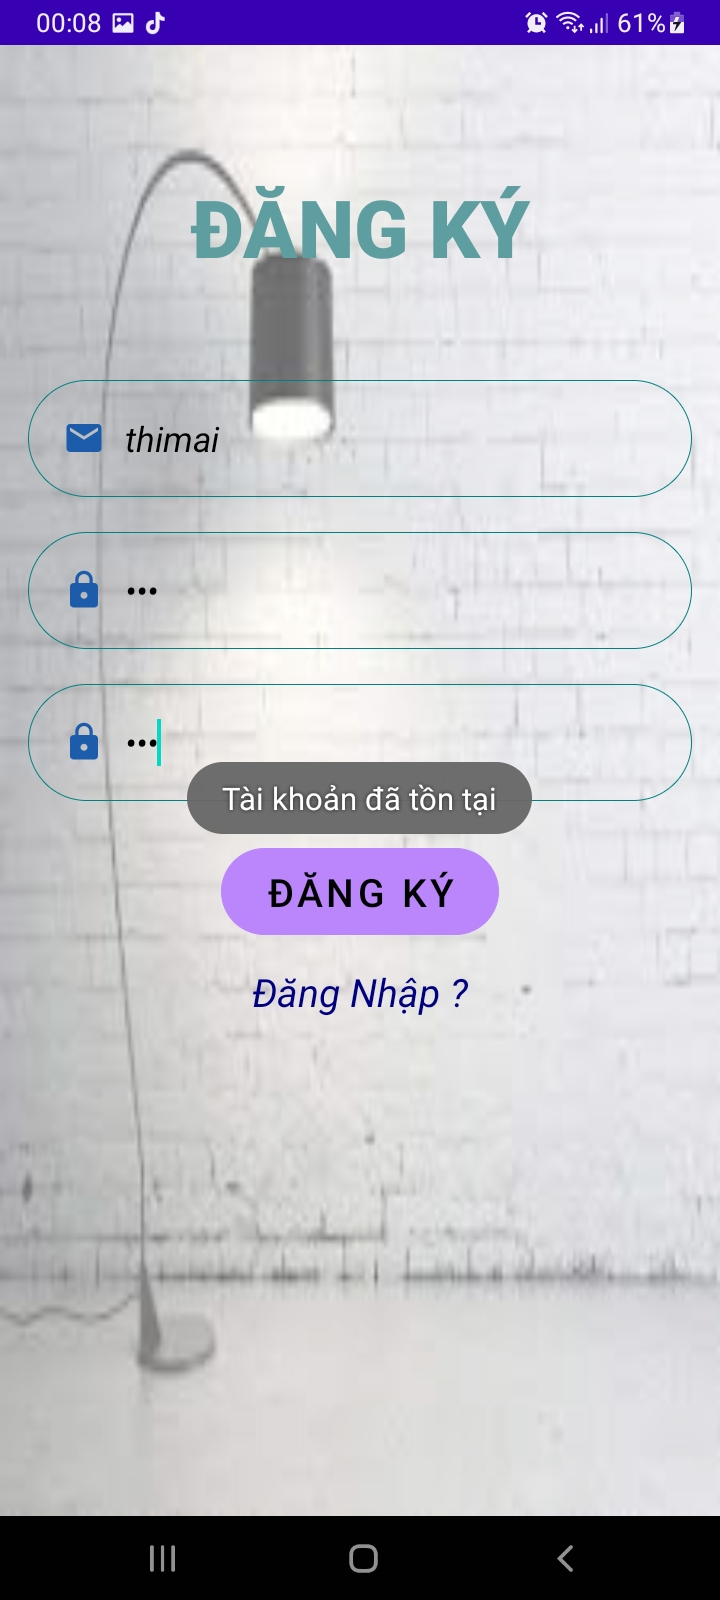 00:08 61%
ĐĂNG KÝ
thimai
•••
•••
Tài khoản đã tồn tại
ĐĂNG KÝ
Đăng Nhập ?